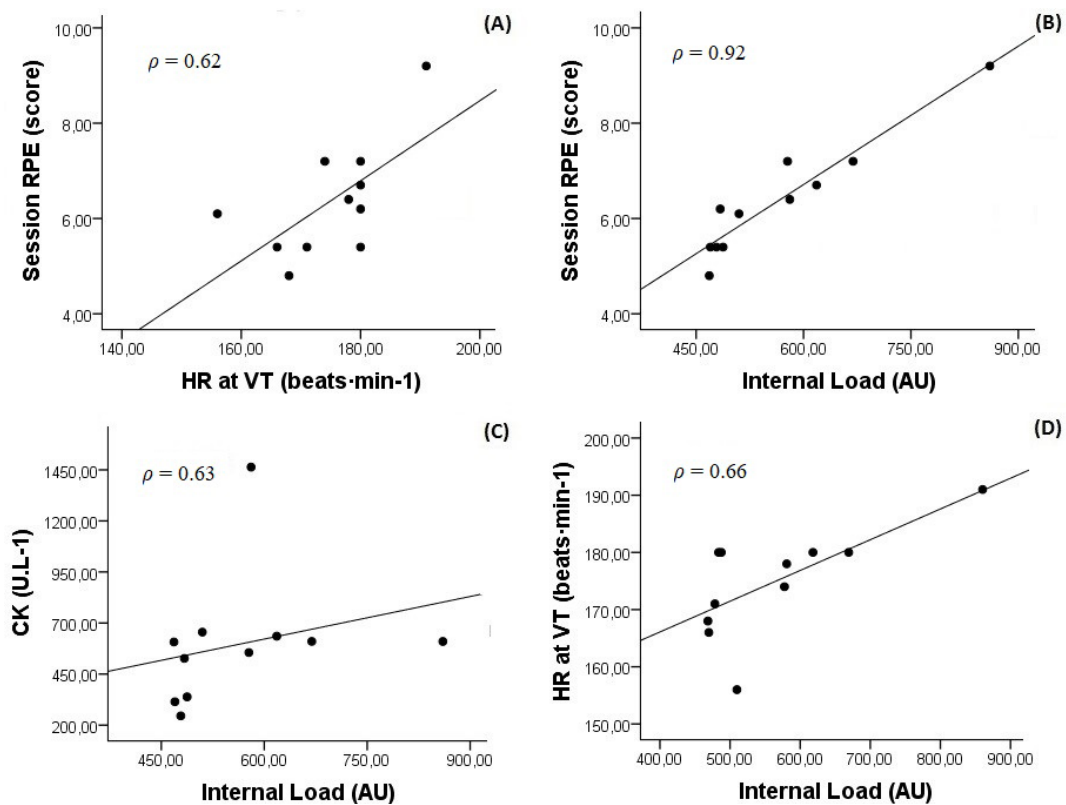 (A)
ρ = 0.62
Session RPE (score)
10,00
8,00
6,00
4,00
140,00 160,00 180,00 200,00
HR at VT (beats·min-1)
(B)
ρ = 0.92
Session RPE (score)
10,00
8,00
6,00
4,00
450,00 600,00 750,00 900,00
Internal Load (AU)
(C)
ρ = 0.63
CK (U.L-1)
1450,00
1200,00
950,00
700,00
450,00
200,00
450,00 600,00 750,00 900,00
Internal Load (AU)
(D)
ρ = 0.66
HR at VT (beats·min-1)
200,00
190,00
180,00
170,00
160,00
150,00
400,00 500,00 600,00 700,00 800,00 900,00
Internal Load (AU)